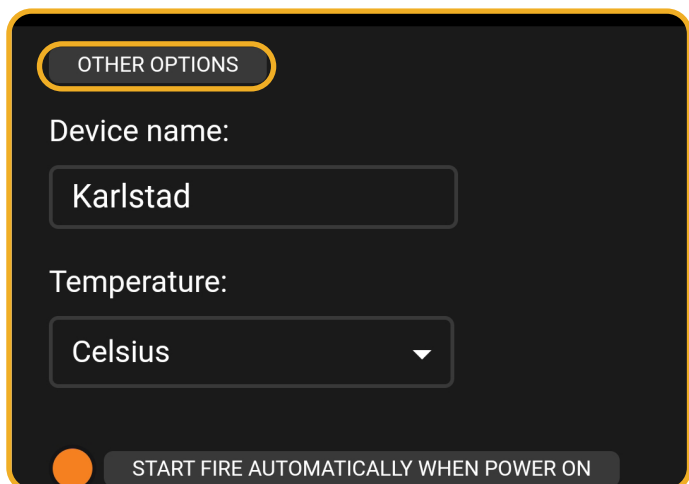 OTHER OPTIONS
Device name:
Karlstad
Temperature:
Celsius
START FIRE AUTOMATICALLY WHEN POWER ON